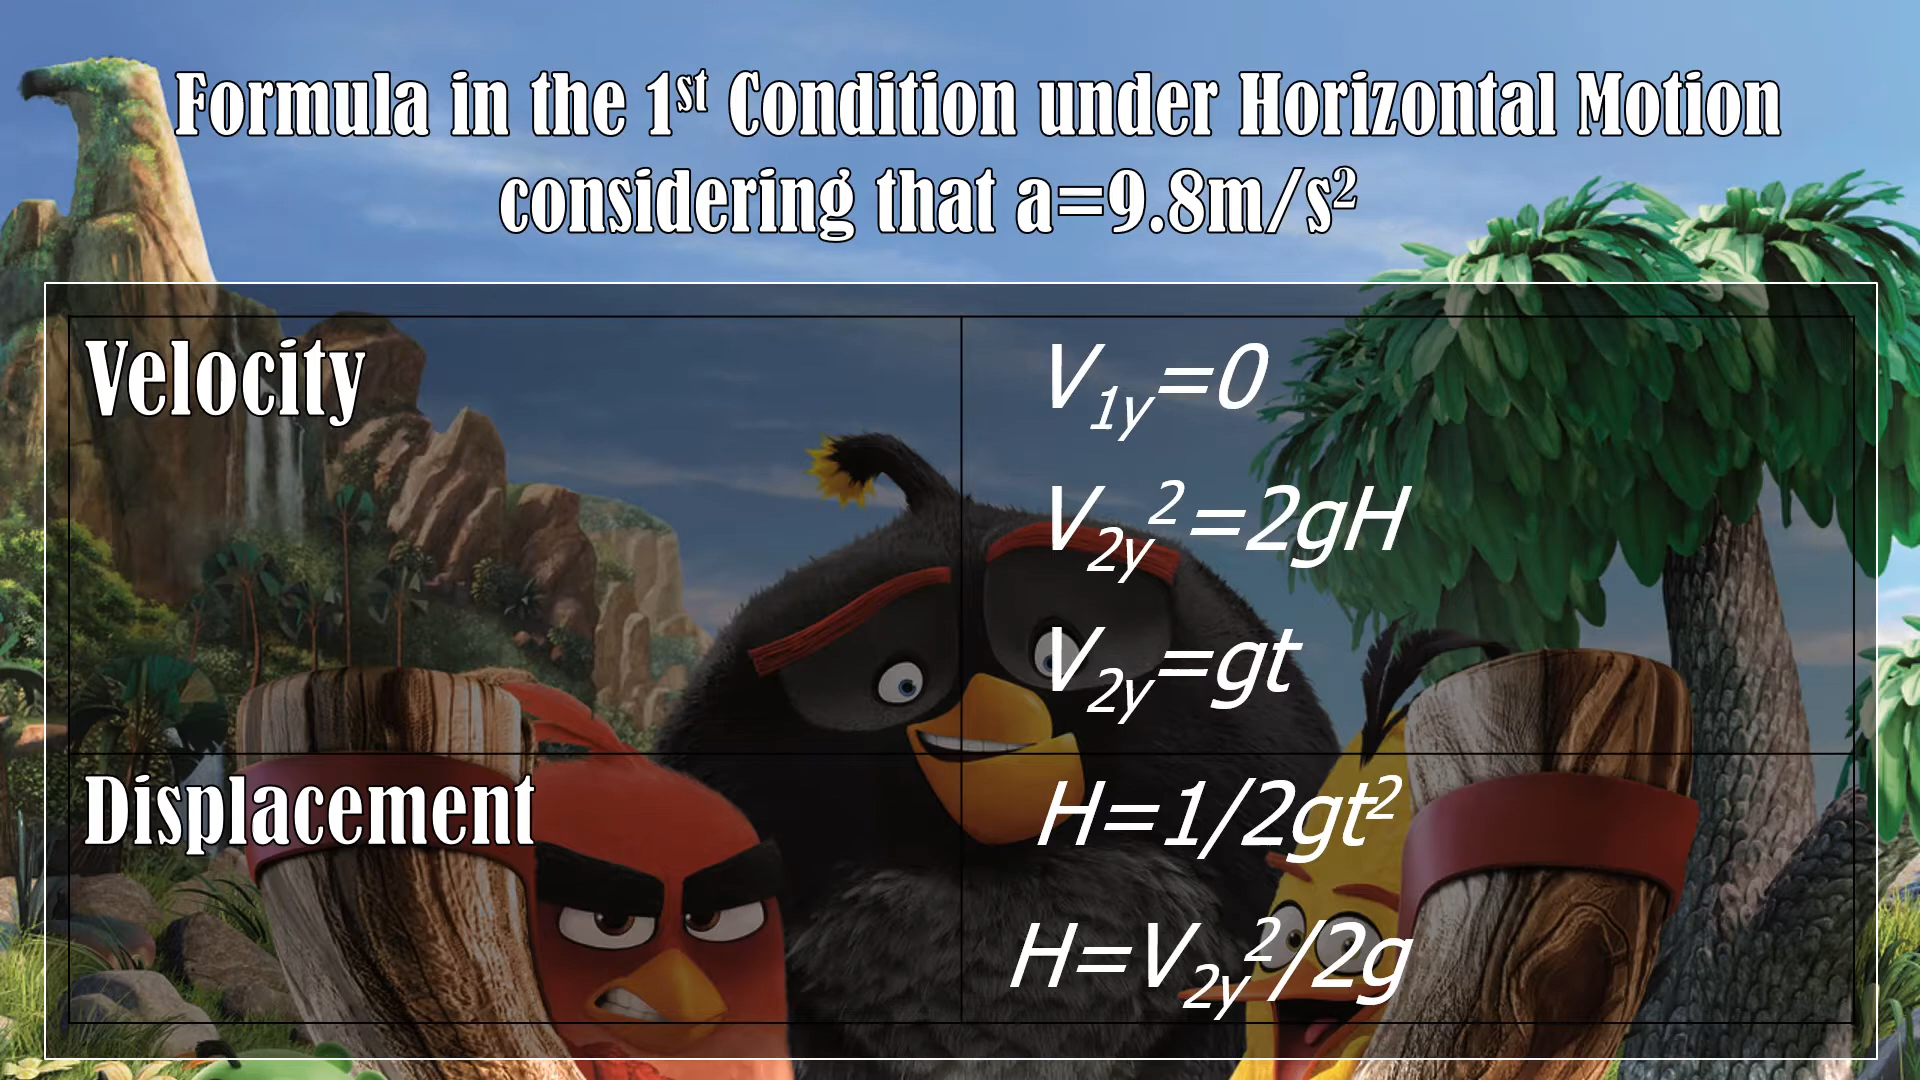 Formula in the 1st Condition under Horizontal Motion
considering that a=9.8m/s²
Velocity
V₁y=0
V₂y²=2gH
V₂y=gt
Displacement
H=1/2gt²
H=V₂y²/2g